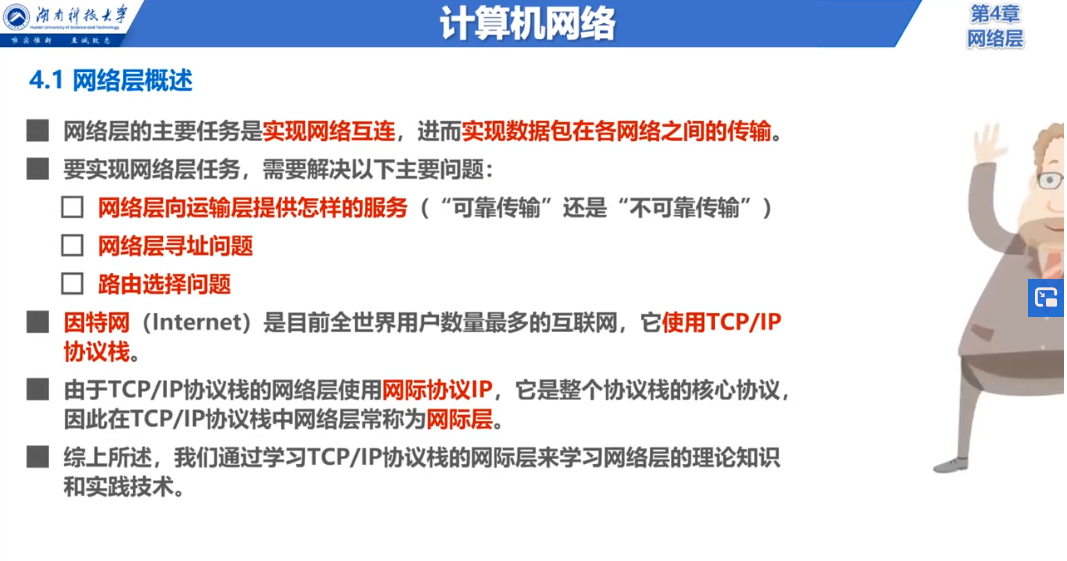 湖南科技大学
Hunan University of Science and Technology
唯实惟新 至诚致志
计算机网络
第4章
网络层
4.1 网络层概述
网络层的主要任务是实现网络互连，进而实现数据包在各网络之间的传输。
要实现网络层任务，需要解决以下主要问题：
网络层向运输层提供怎样的服务（“可靠传输”还是“不可靠传输”）
网络层寻址问题
路由选择问题
因特网（Internet）是目前全世界用户数量最多的互联网，它使用TCP/IP
协议栈。
由于TCP/IP协议栈的网络层使用网际协议IP，它是整个协议栈的核心协议，
因此在TCP/IP协议栈中网络层常称为网际层。
综上所述，我们通过学习TCP/IP协议栈的网际层来学习网络层的理论知识
和实践技术。